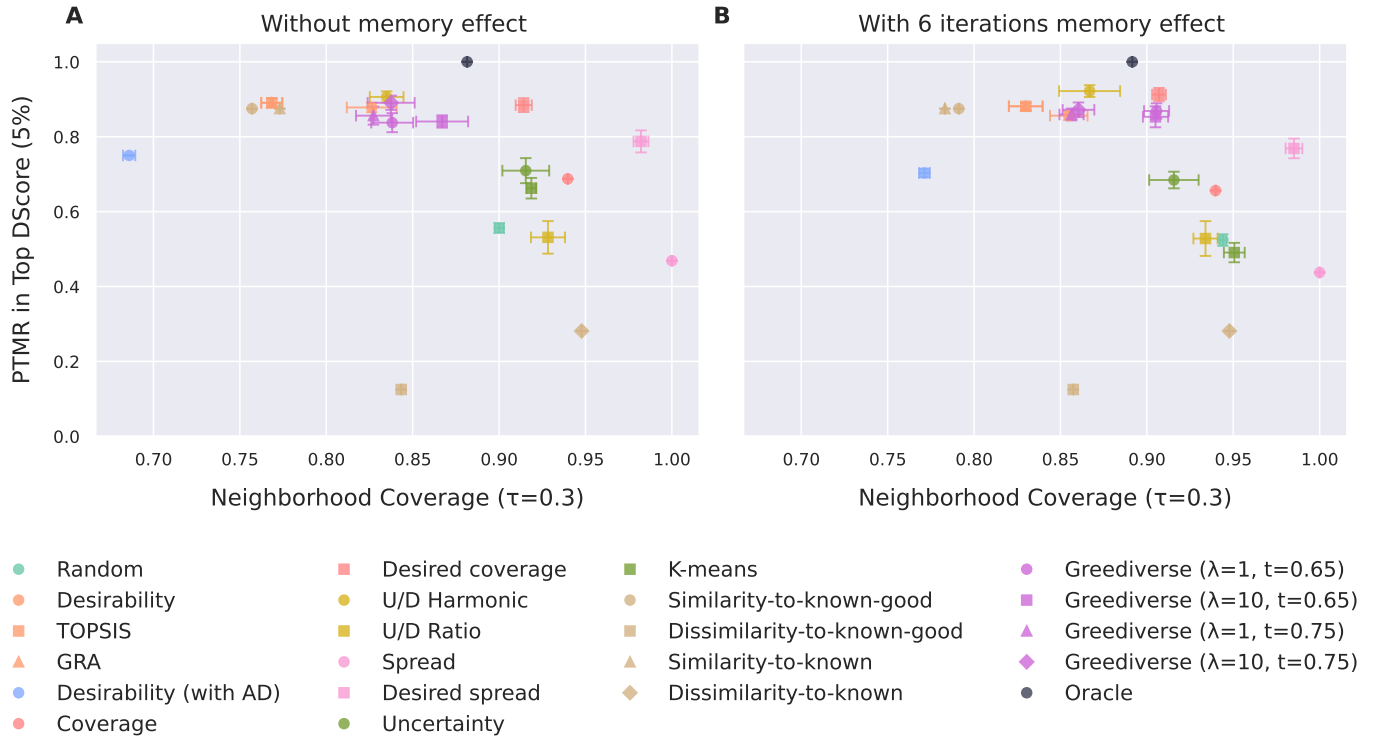 A
Without memory effect
B
With 6 iterations memory effect
PTMR in Top DScore (5%)
1.0
0.8
0.6
0.4
0.2
0.0
0.70 0.75 0.80 0.85 0.90 0.95 1.00
0.70 0.75 0.80 0.85 0.90 0.95 1.00
Neighborhood Coverage (τ=0.3)
Neighborhood Coverage (τ=0.3)
Random
Desirability
TOPSIS
GRA
Desirability (with AD)
Coverage
Desired coverage
U/D Harmonic
U/D Ratio
Spread
Desired spread
Uncertainty
K-means
Similarity-to-known-good
Dissimilarity-to-known-good
Similarity-to-known
Dissimilarity-to-known
Greediverse (λ=1, t=0.65)
Greediverse (λ=10, t=0.65)
Greediverse (λ=1, t=0.75)
Greediverse (λ=10, t=0.75)
Oracle